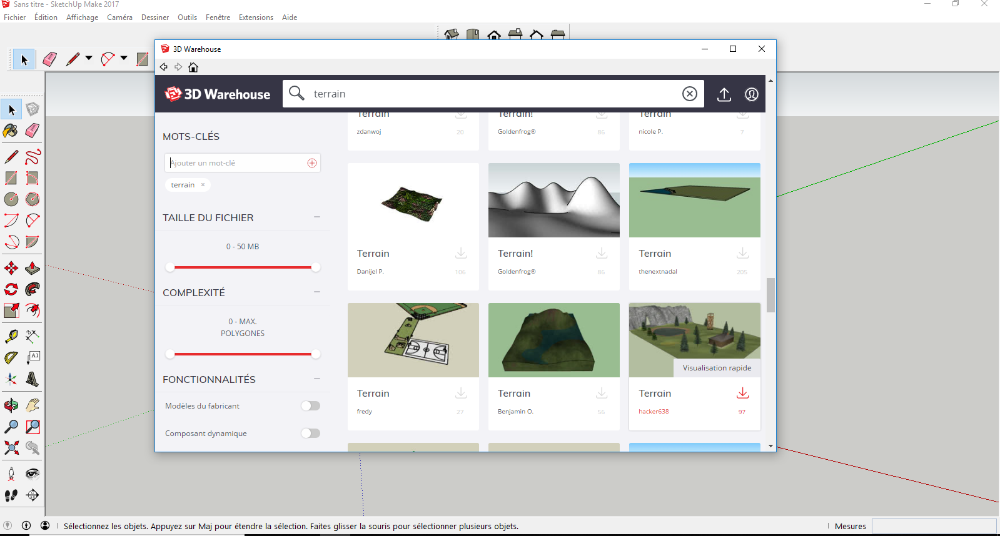 Sans titre - SketchUp Make 2017
Fichier Édition Affichage Caméra Dessiner Outils Fenêtre Extensions Aide
3D Warehouse
3D Warehouse
terrain
MOTS-CLÉS
Ajouter un mot-clé
terrain ×
TAILLE DU FICHIER
0 - 50 MB
COMPLEXITÉ
0 - MAX.
POLYGONES
FONCTIONNALITÉS
Modèles du fabricant
Composant dynamique
Terrain Terrain! Terrain
zdanwoj 20 Goldenfrog® 86 nicole P. 7
Terrain Terrain! Terrain
Danijel P. 106 Goldenfrog® 86 thenextnadal 205
Visualisation rapide
Terrain Terrain Terrain
fredy 27 Benjamin O. 56 hacker638 97
A1
Sélectionnez les objets. Appuyez sur Maj pour étendre la sélection. Faites glisser la souris pour sélectionner plusieurs objets.
Mesures